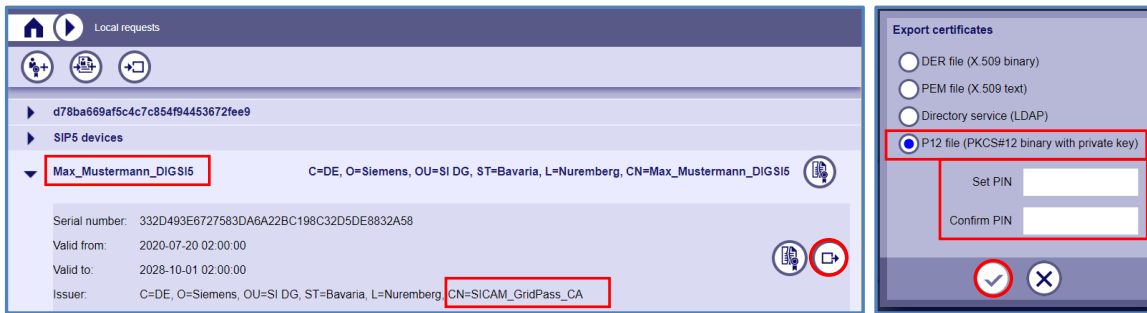 Local requests
d78ba669af5c4c7c854f94453672fee9
SIP5 devices
Max_Mustermann_DIGSI5 C=DE, O=Siemens, OU=SI DG, ST=Bavaria, L=Nuremberg, CN=Max_Mustermann_DIGSI5
Serial number: 332D493E6727583DA6A22BC198C32D5DE8832A58
Valid from: 2020-07-20 02:00:00
Valid to: 2028-10-01 02:00:00
Issuer: C=DE, O=Siemens, OU=SI DG, ST=Bavaria, L=Nuremberg, CN=SICAM_GridPass_CA
Export certificates
DER file (X.509 binary)
PEM file (X.509 text)
Directory service (LDAP)
P12 file (PKCS#12 binary with private key)
Set PIN
Confirm PIN